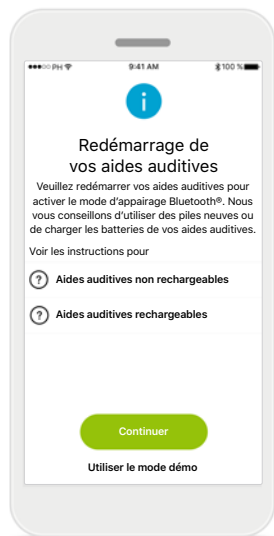 PH 9:41 AM 100 %
i
Redémarrage de
vos aides auditives
Veuillez redémarrer vos aides auditives pour
activer le mode d'appairage Bluetooth®. Nous
vous conseillons d'utiliser des piles neuves ou
de charger les batteries de vos aides auditives.
Voir les instructions pour
? Aides auditives non rechargeables
? Aides auditives rechargeables
Continuer
Utiliser le mode démo